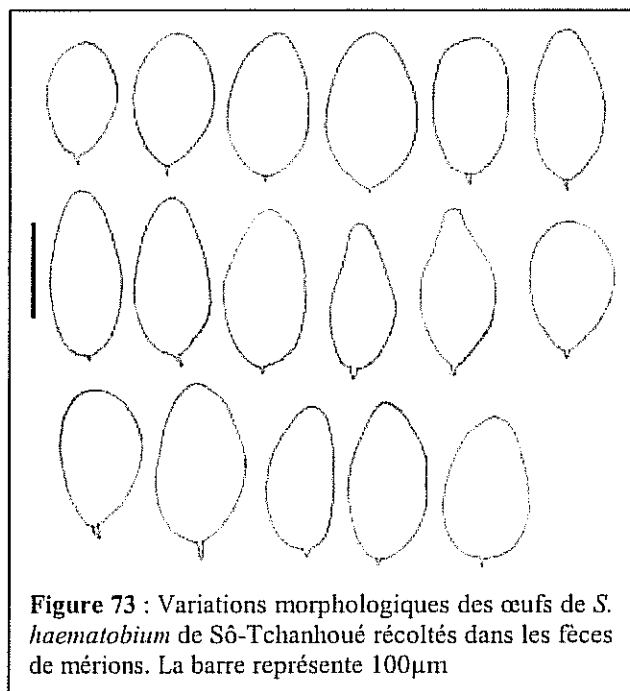 Figure 73 : Variations morphologiques des œufs de S.
haematobium de Sô-Tchanhoué récoltés dans les fèces
de mérions. La barre représente 100µm